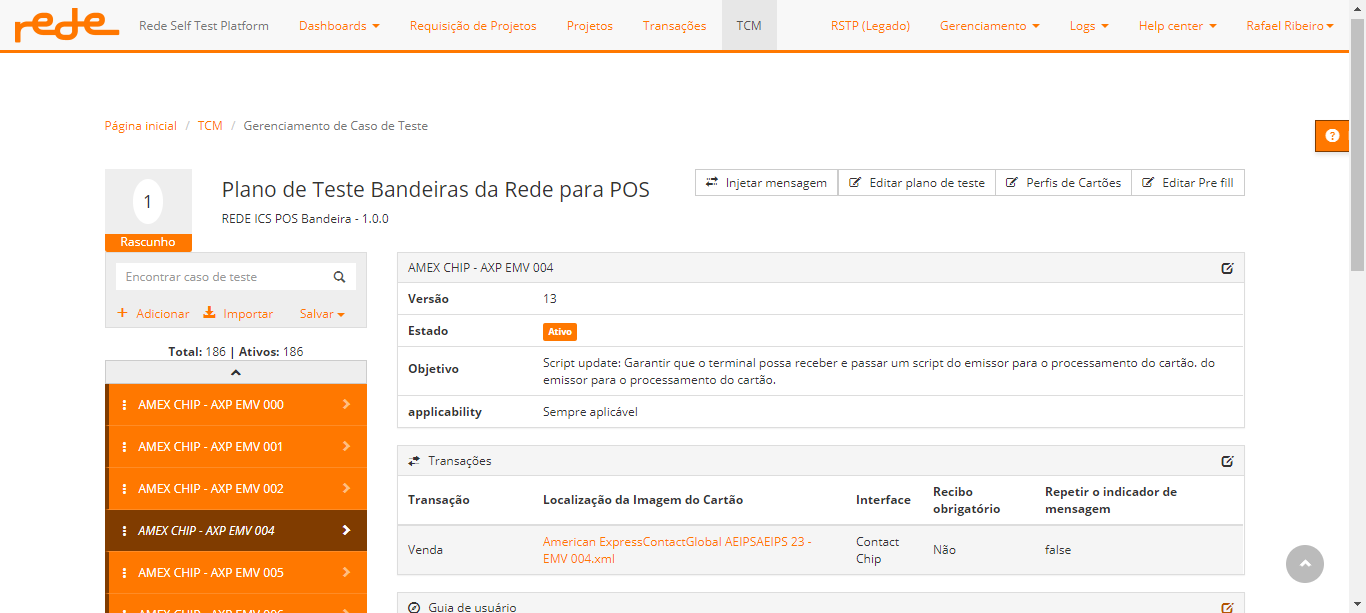 rede Rede Self Test Platform Dashboards Requisição de Projetos Projetos Transações TCM RSTP (Legado) Gerenciamento Logs Help center Rafael Ribeiro
Página inicial / TCM / Gerenciamento de Caso de Teste
?
1
Rascunho
Plano de Teste Bandeiras da Rede para POS
REDE ICS POS Bandeira - 1.0.0
Injetar mensagem Editar plano de teste Perfis de Cartões Editar Pre fill
Encontrar caso de teste
+ Adicionar Importar Salvar
Total: 186 | Ativos: 186
AMEX CHIP - AXP EMV 000
AMEX CHIP - AXP EMV 001
AMEX CHIP - AXP EMV 002
AMEX CHIP - AXP EMV 004
AMEX CHIP - AXP EMV 005
AMEX CHIP - AXP EMV 006
AMEX CHIP - AXP EMV 004
Versão 13
Estado Ativo
Objetivo Script update: Garantir que o terminal possa receber e passar um script do emissor para o processamento do cartão. do
emissor para o processamento do cartão.
applicability Sempre aplicável
Transações
Transação Localização da Imagem do Cartão Interface Recibo obrigatório Repetir o indicador de mensagem
Venda American ExpressContactGlobal AEIPSAEIPS 23 - EMV 004.xml Contact Chip Não false
Guia de usuário